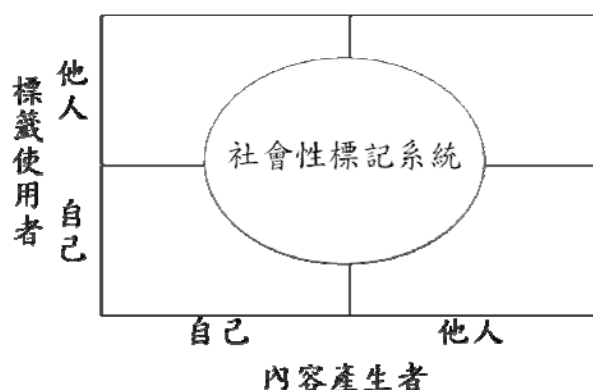 標籤使用者
他人
自己
社會性標記系統
自己
他人
內容產生者